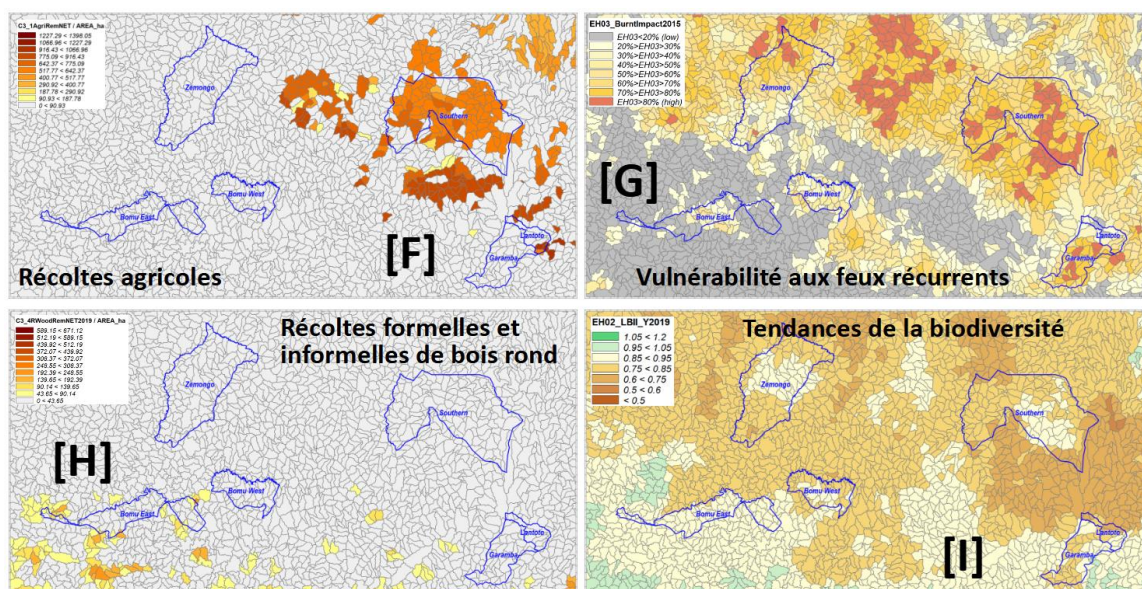 C3_1AgriRemNET / AREA_ha
1227.29 < 1398.05
1066.96 < 1227.29
916.43 < 1066.96
775.09 < 916.43
642.37 < 775.09
517.77 < 642.37
400.77 < 517.77
290.92 < 400.77
187.78 < 290.92
90.93 < 187.78
0 < 90.93
Zemongo
Southern
Bomu West
Bomu East
Lantoto
Garamba
[F]
Récoltes agricoles
EH03_BurntImpact2015
EH03<20% (low)
20%>EH03>30%
30%>EH03>40%
40%>EH03>50%
50%>EH03>60%
60%>EH03>70%
70%>EH03>80%
EH03>80% (high)
Zemongo
Southern
[G]
Bomu West
Bomu East
Lantoto
Garamba
Vulnérabilité aux feux récurrents
C3_4RWoodRemNET2019 / AREA_ha
589.15 < 671.12
512.19 < 589.15
439.92 < 512.19
372.07 < 439.92
308.37 < 372.07
248.55 < 308.37
192.39 < 248.55
139.65 < 192.39
90.14 < 139.65
43.65 < 90.14
0 < 43.65
Récoltes formelles et
informelles de bois rond
Zemongo
Southern
[H]
Bomu West
Bomu East
Lantoto
Garamba
EH02_LBII_Y2019
1.05 < 1.2
0.95 < 1.05
0.85 < 0.95
0.75 < 0.85
0.6 < 0.75
0.5 < 0.6
< 0.5
Tendances de la biodiversité
Zemongo
Southern
Bomu West
Bomu East
Lantoto
Garamba
[I]